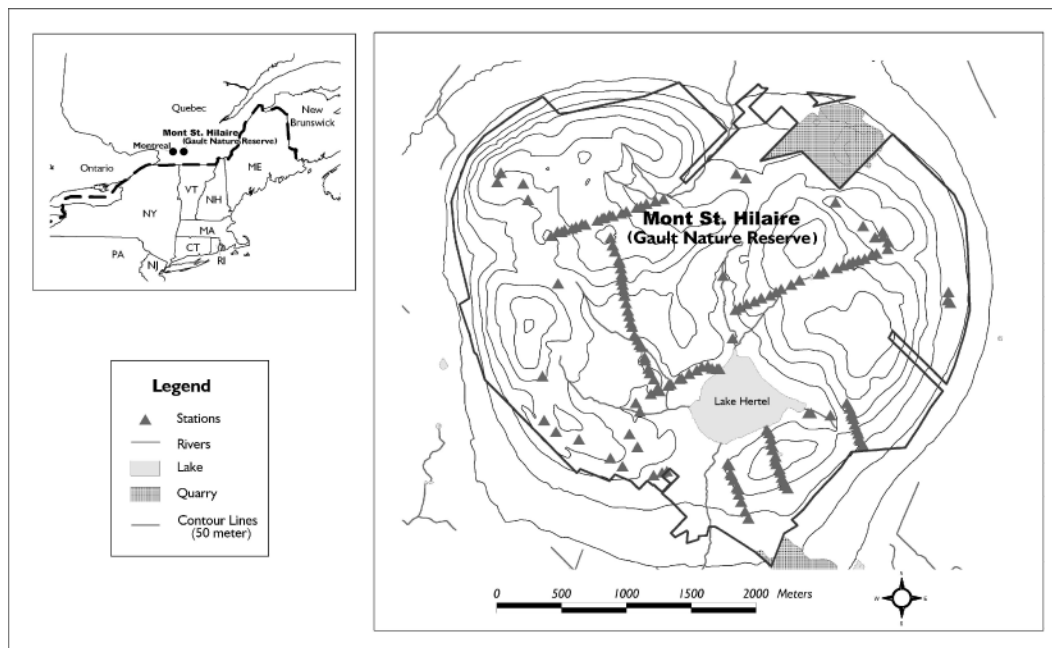 Quebec
New
Brunswick
Mont St. Hilaire
Montreal
(Gault Nature Reserve)
Ontario
ME
VT
NH
NY
MA
CT
RI
PA
NJ
Legend
Stations
Rivers
Lake
Quarry
Contour Lines
(50 meter)
Mont St. Hilaire
(Gault Nature Reserve)
Lake Hertel
0 500 1000 1500 2000 Meters